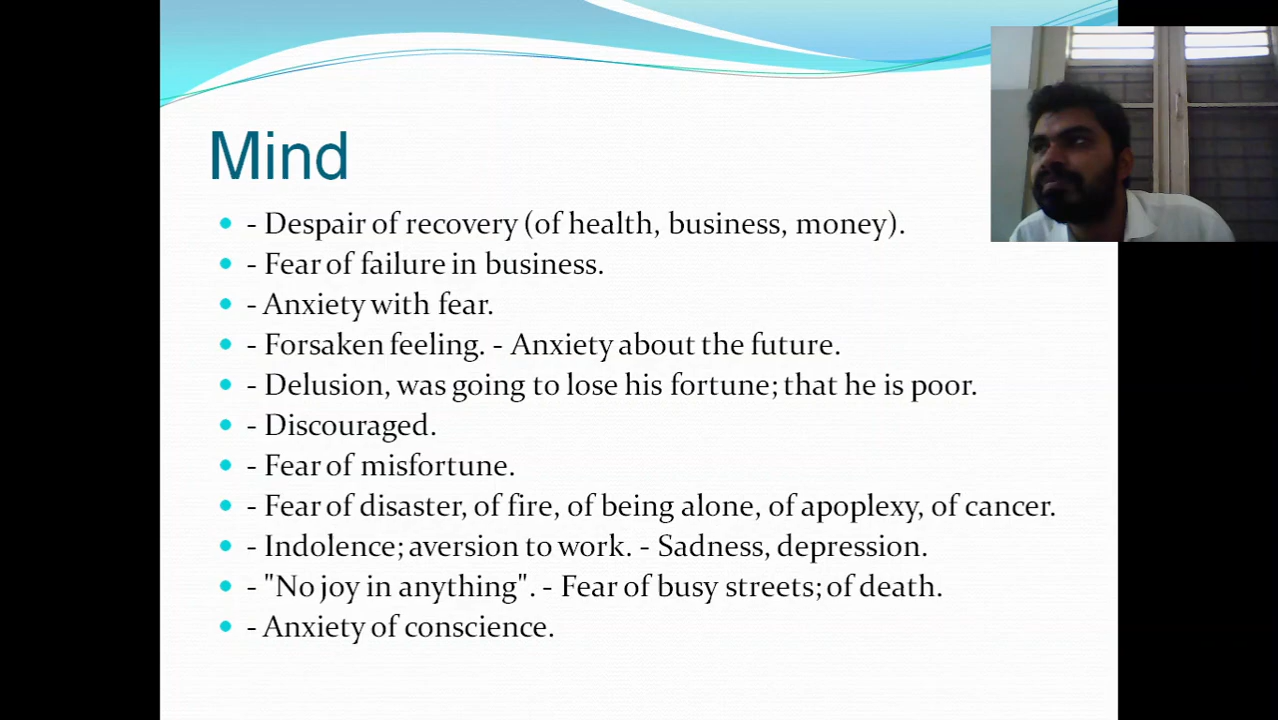 Mind
- Despair of recovery (of health, business, money).
- Fear of failure in business.
- Anxiety with fear.
- Forsaken feeling. - Anxiety about the future.
- Delusion, was going to lose his fortune; that he is poor.
- Discouraged.
- Fear of misfortune.
- Fear of disaster, of fire, of being alone, of apoplexy, of cancer.
- Indolence; aversion to work. - Sadness, depression.
- "No joy in anything". - Fear of busy streets; of death.
- Anxiety of conscience.